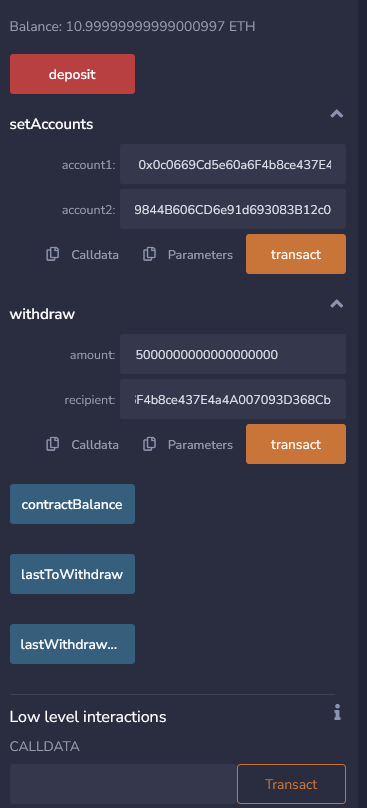 Balance: 10.99999999999000997 ETH
deposit
setAccounts
account1: 0x0c0669Cd5e60a6F4b8ce437E4
account2: 9844B606CD6e91d693083B12c0
Calldata Parameters transact
withdraw
amount: 5000000000000000000
recipient: F4b8ce437E4a4A007093D368Cb
Calldata Parameters transact
contractBalance
lastToWithdraw
lastWithdraw...
Low level interactions
CALLDATA
Transact